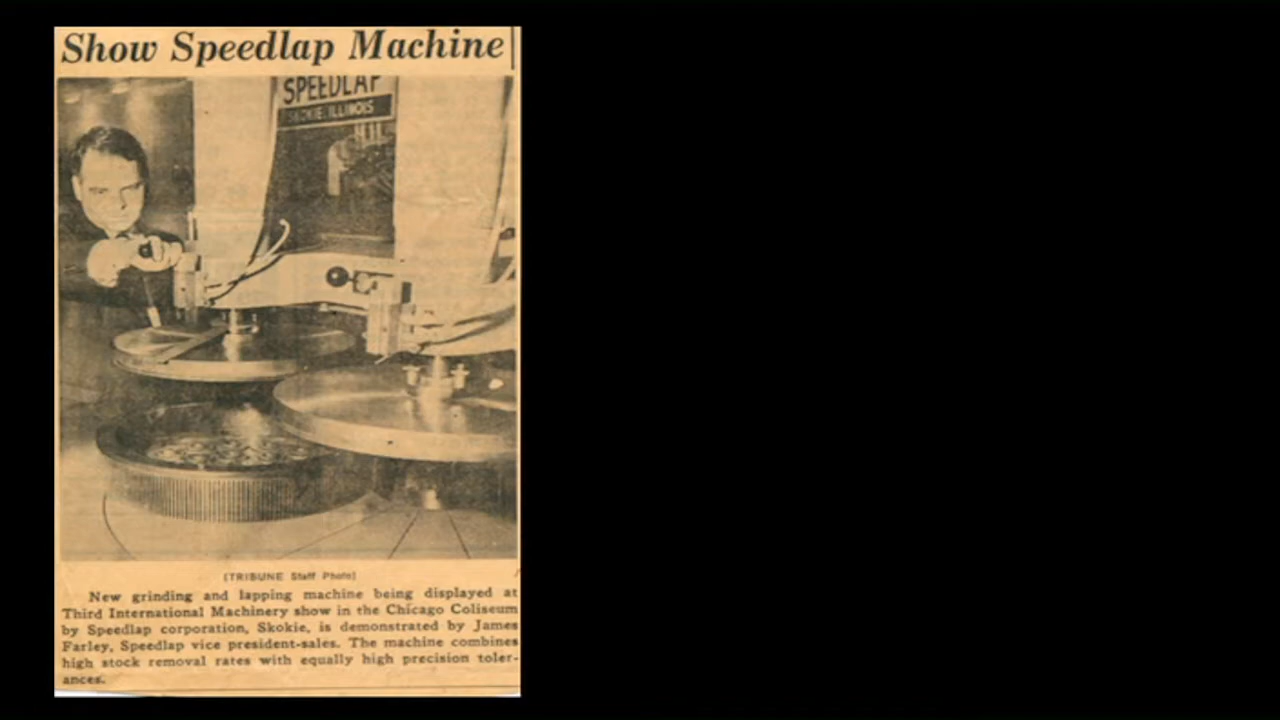 Show Speedlap Machine
SPEEDLAP
SKOKIE, ILLINOIS
(TRIBUNE Staff Photo)
New grinding and lapping machine being displayed at
Third International Machinery show in the Chicago Coliseum
by Speedlap corporation, Skokie, is demonstrated by James
Farley, Speedlap vice president-sales. The machine combines
high stock removal rates with equally high precision toler-
ances.